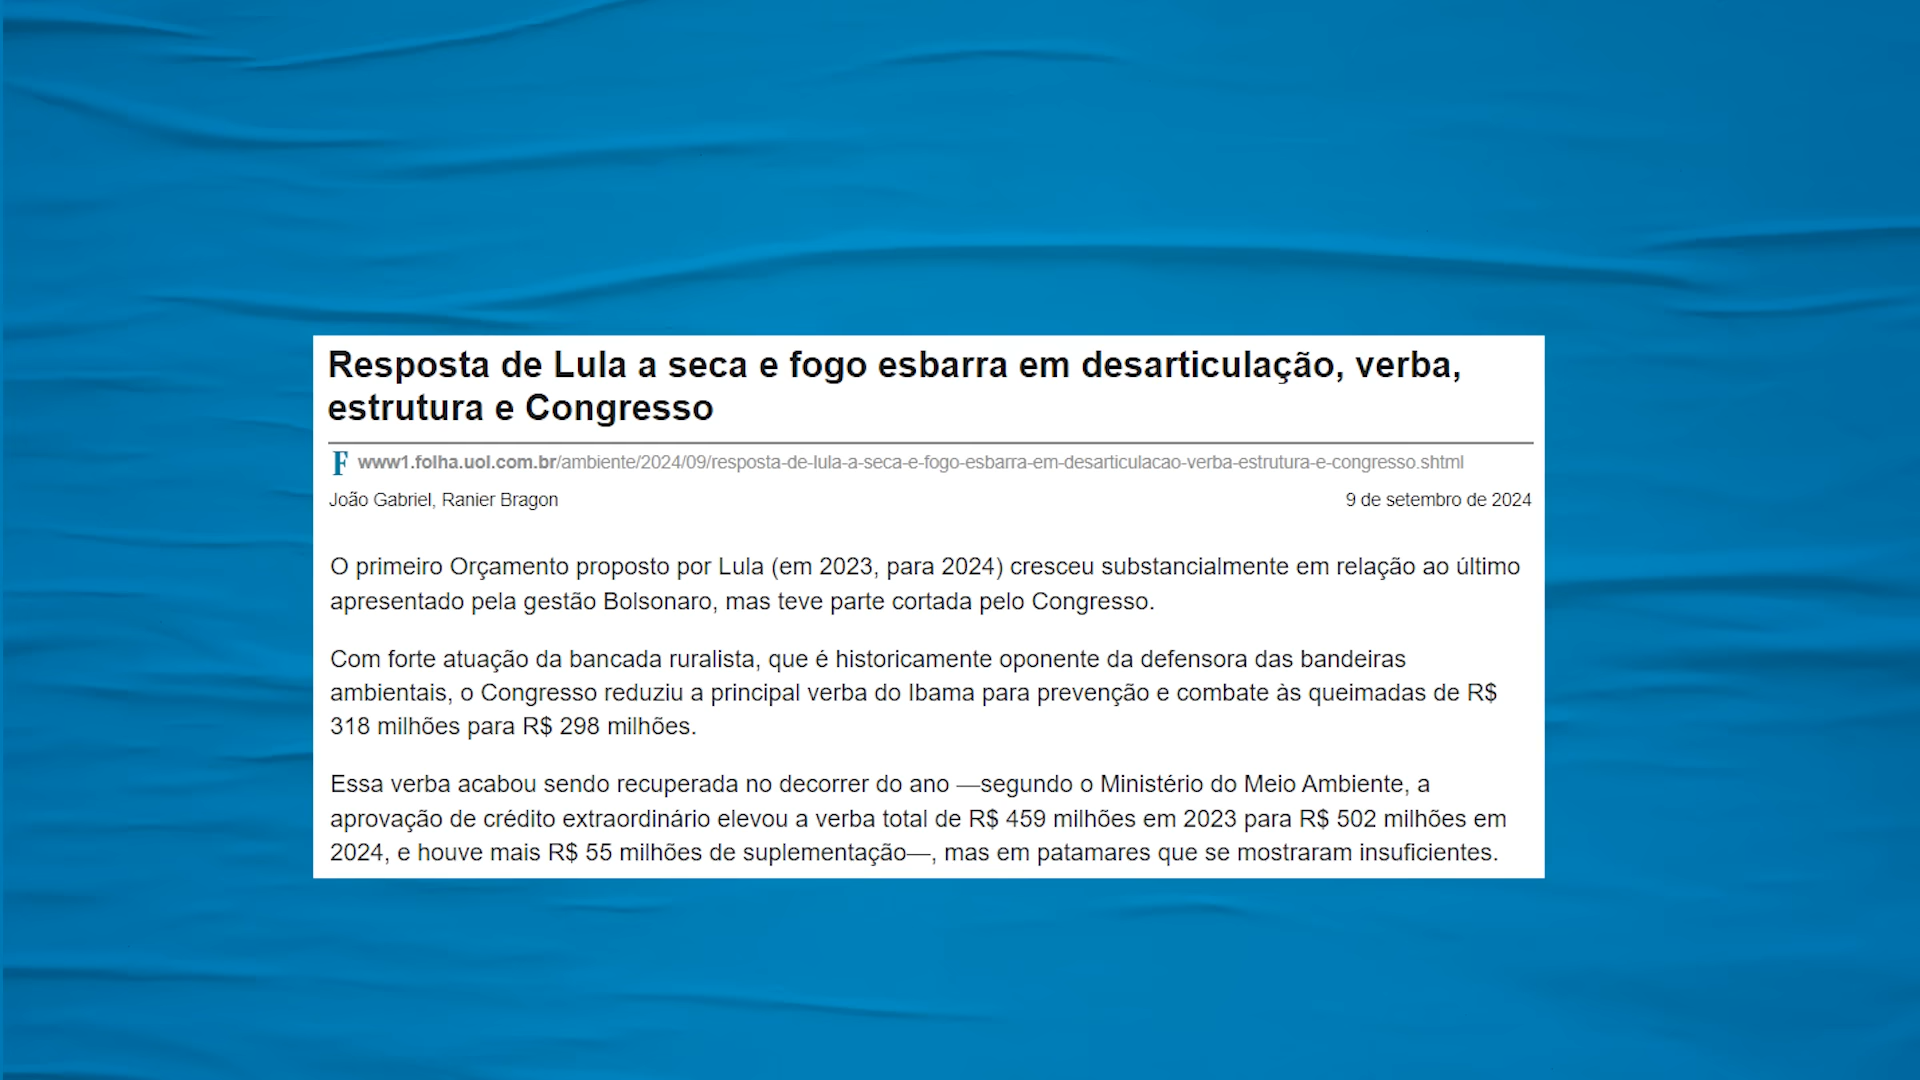 Resposta de Lula a seca e fogo esbarra em desarticulação, verba,
estrutura e Congresso
F www1.folha.uol.com.br/ambiente/2024/09/resposta-de-lula-a-seca-e-fogo-esbarra-em-desarticulacao-verba-estrutura-e-congresso.shtml
João Gabriel, Ranier Bragon 9 de setembro de 2024
O primeiro Orçamento proposto por Lula (em 2023, para 2024) cresceu substancialmente em relação ao último
apresentado pela gestão Bolsonaro, mas teve parte cortada pelo Congresso.
Com forte atuação da bancada ruralista, que é historicamente oponente da defensora das bandeiras
ambientais, o Congresso reduziu a principal verba do Ibama para prevenção e combate às queimadas de R$
318 milhões para R$ 298 milhões.
Essa verba acabou sendo recuperada no decorrer do ano —segundo o Ministério do Meio Ambiente, a
aprovação de crédito extraordinário elevou a verba total de R$ 459 milhões em 2023 para R$ 502 milhões em
2024, e houve mais R$ 55 milhões de suplementação—, mas em patamares que se mostraram insuficientes.